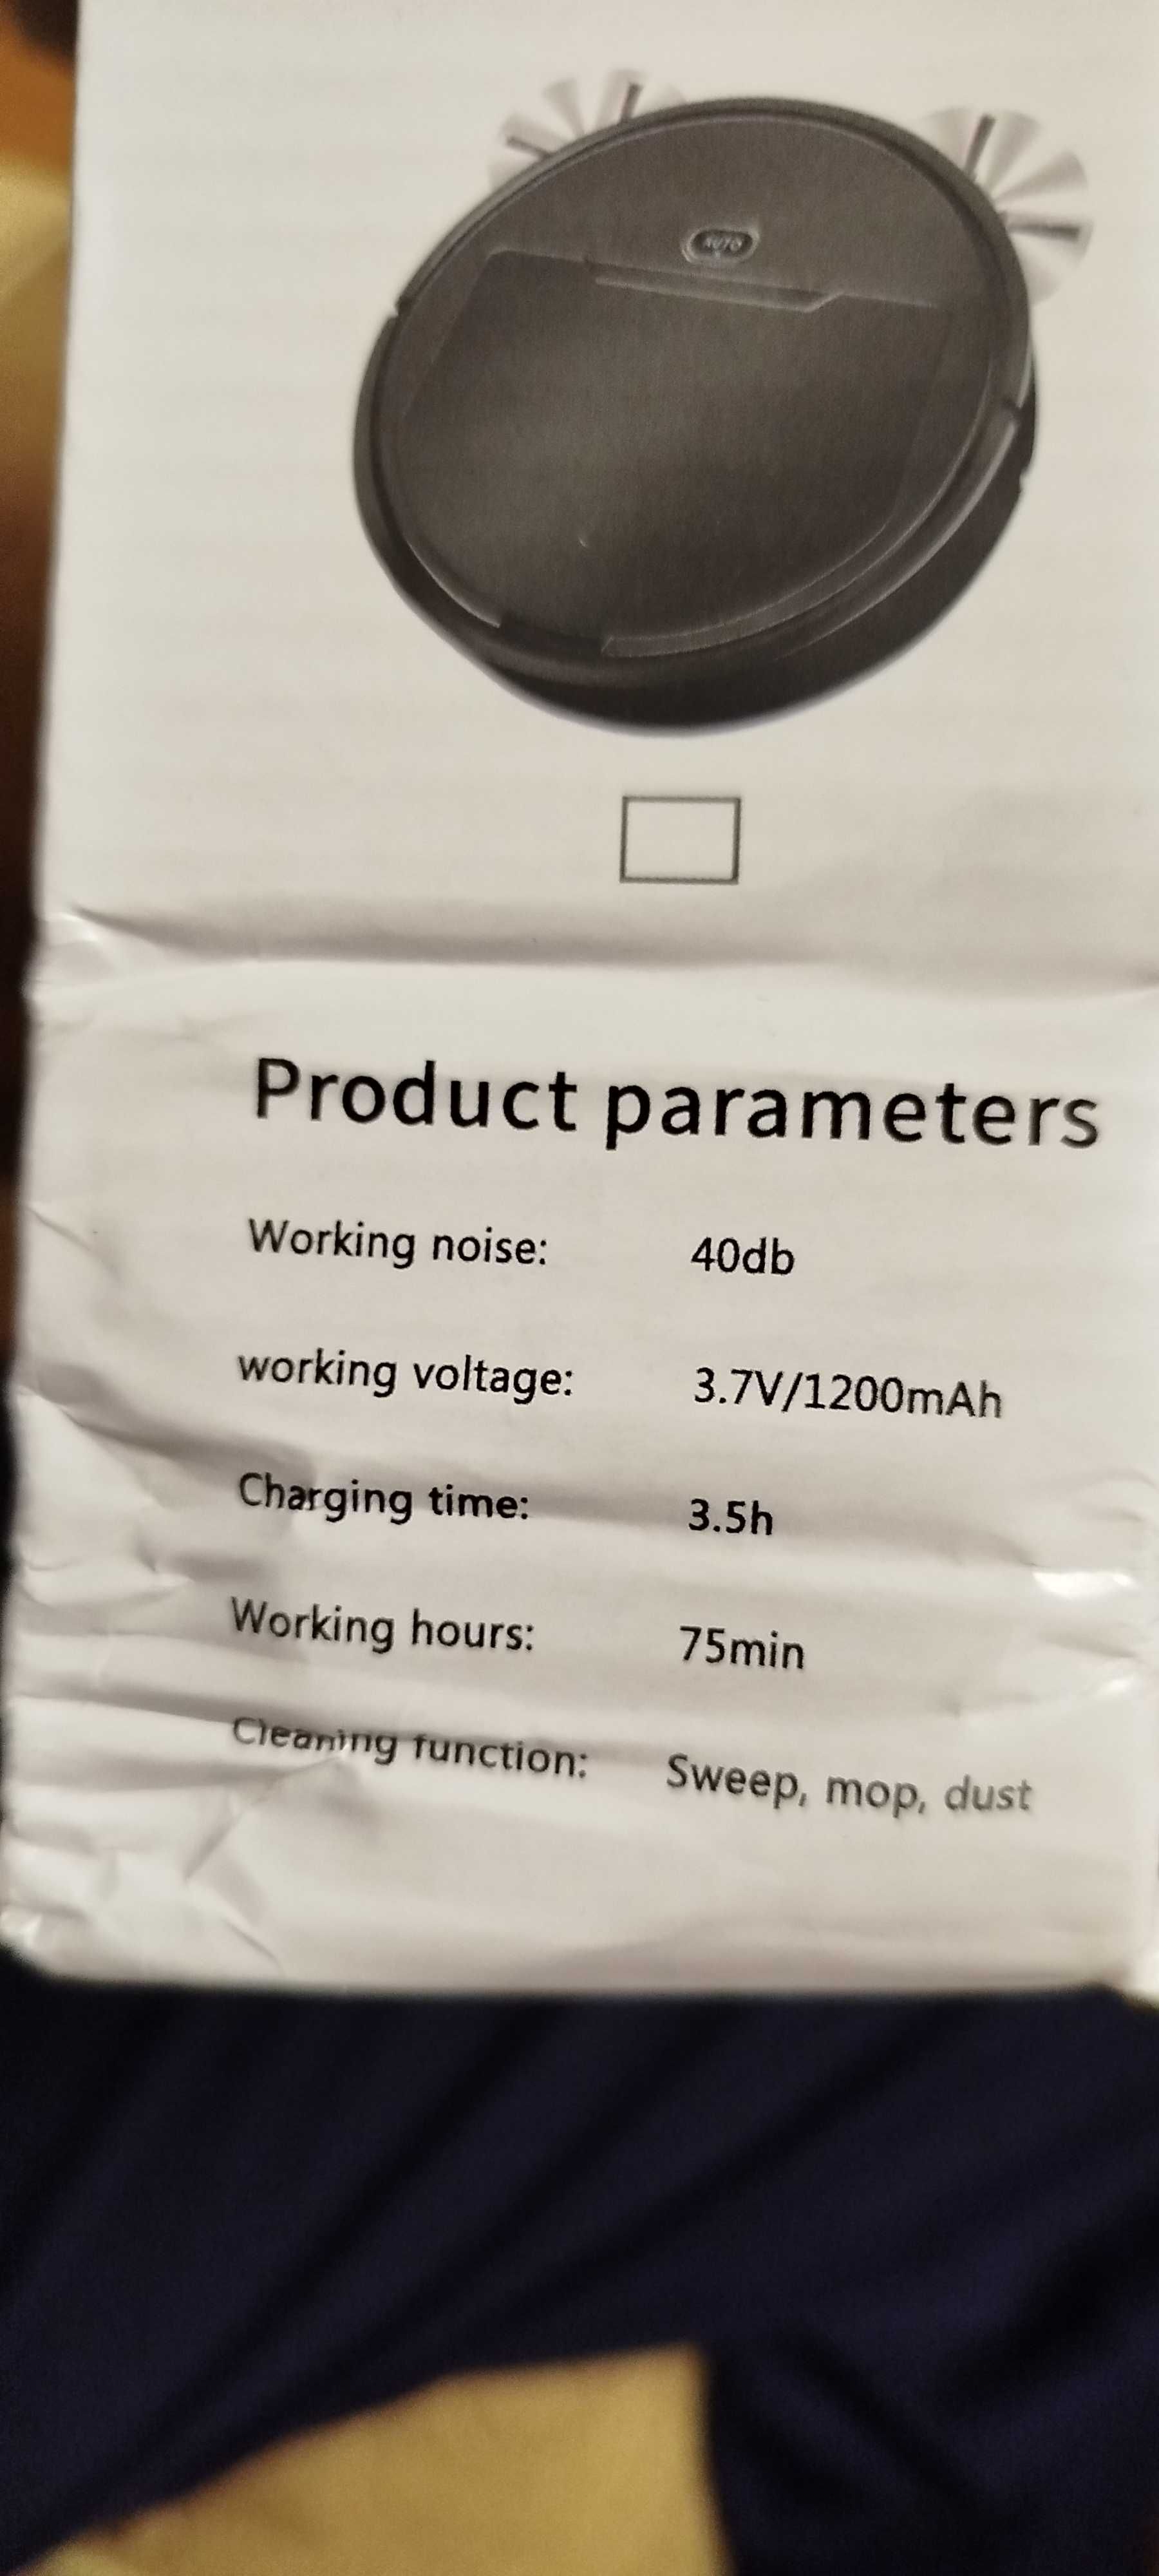 AUTO
Product parameters
Working noise: 40db
working voltage: 3.7V/1200mAh
Charging time: 3.5h
Working hours: 75min
Cleaning function: Sweep, mop, dust